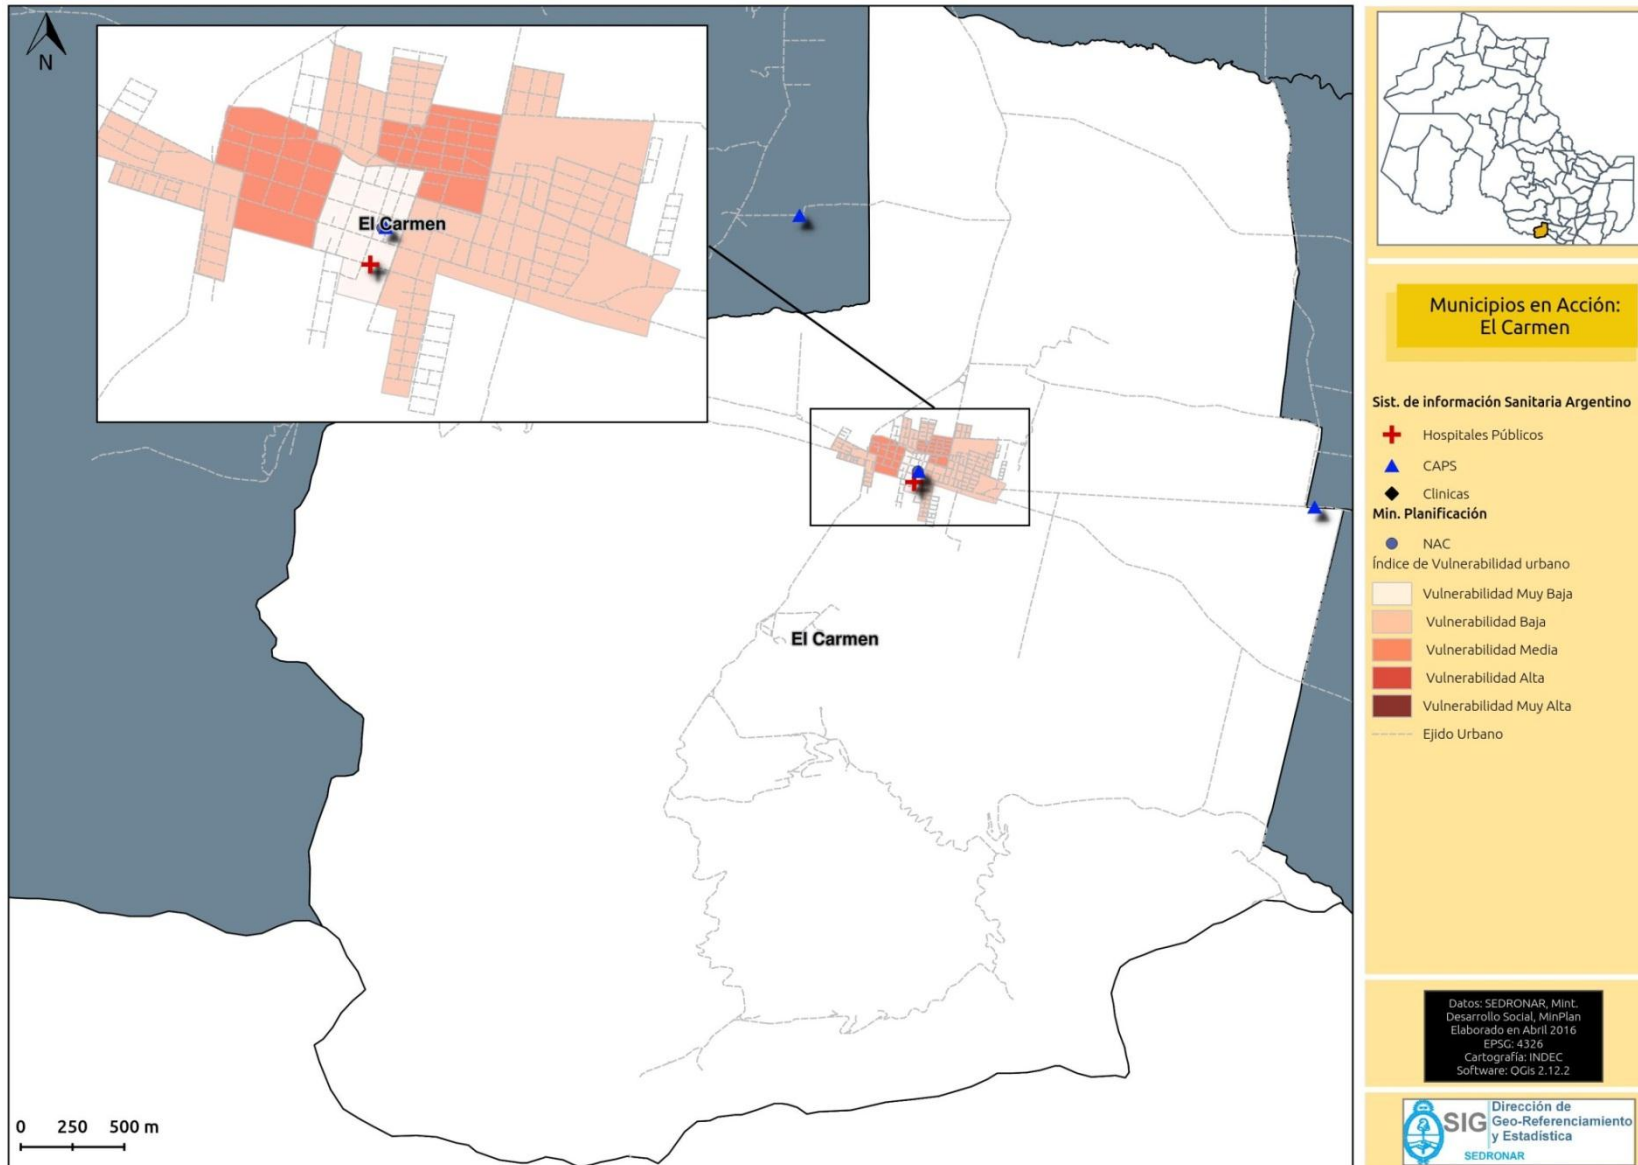 N
El Carmen
El Carmen
0 250 500 m
Municipios en Acción:
El Carmen
Sist. de información Sanitaria Argentino
Hospitales Públicos
CAPS
Clinicas
Min. Planificación
NAC
Índice de Vulnerabilidad urbano
Vulnerabilidad Muy Baja
Vulnerabilidad Baja
Vulnerabilidad Media
Vulnerabilidad Alta
Vulnerabilidad Muy Alta
Ejido Urbano
Datos: SEDRONAR, Mint.
Desarrollo Social, MinPlan
Elaborado en Abril 2016
EPSG: 4326
Cartografía: INDEC
Software: QGis 2.12.2
SIG
Dirección de
Geo-Referenciamiento
y Estadística
SEDRONAR